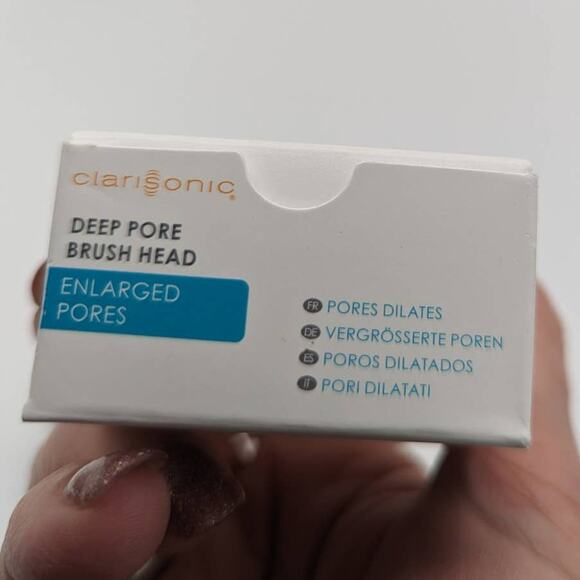 clarisonic®
DEEP PORE
BRUSH HEAD
ENLARGED
PORES
FR PORES DILATES
DE VERGRÖSSERTE POREN
ES POROS DILATADOS
IT PORI DILATATI